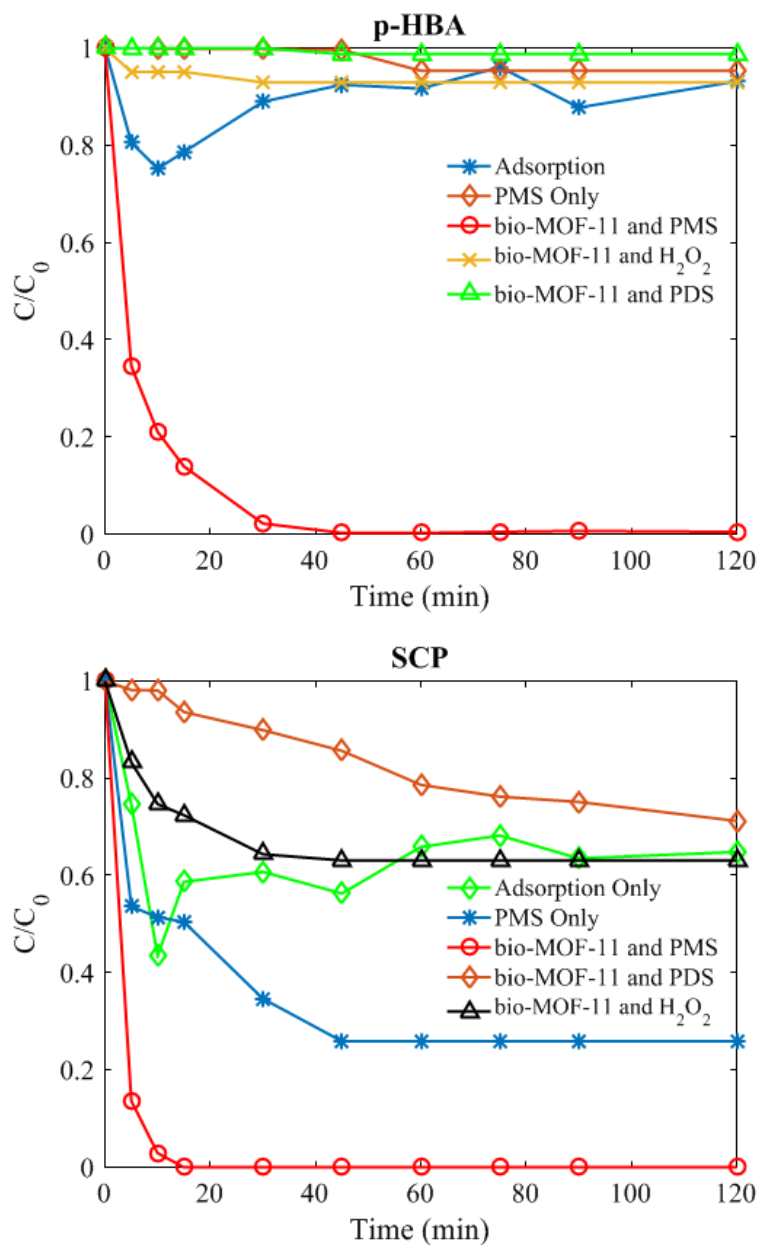 p-HBA
1
0.8
0.6
0.4
0.2
0
C/C0
Adsorption
PMS Only
bio-MOF-11 and PMS
bio-MOF-11 and H2O2
bio-MOF-11 and PDS
0 20 40 60 80 100 120
Time (min)
SCP
1
0.8
0.6
0.4
0.2
0
C/C0
Adsorption Only
PMS Only
bio-MOF-11 and PMS
bio-MOF-11 and PDS
bio-MOF-11 and H2O2
0 20 40 60 80 100 120
Time (min)